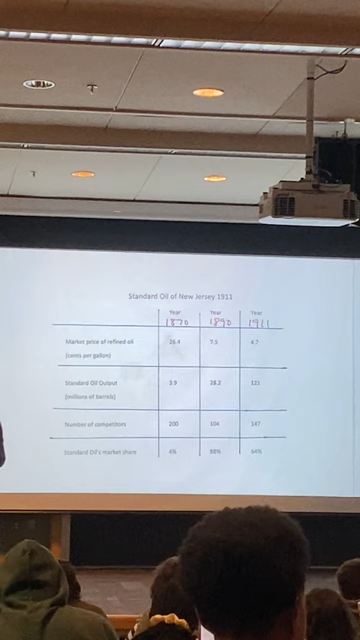 Standard Oil of New Jersey 1911
Year Year Year
1870 1890 1911
Market price of refined oil 7.5 4.7
(cents per gallon)
Standard Oil Output 3.9 28.2 121
(millions of barrels)
Number of competitors 200 104 147
Standard Oil's market share 4% 88% 64%